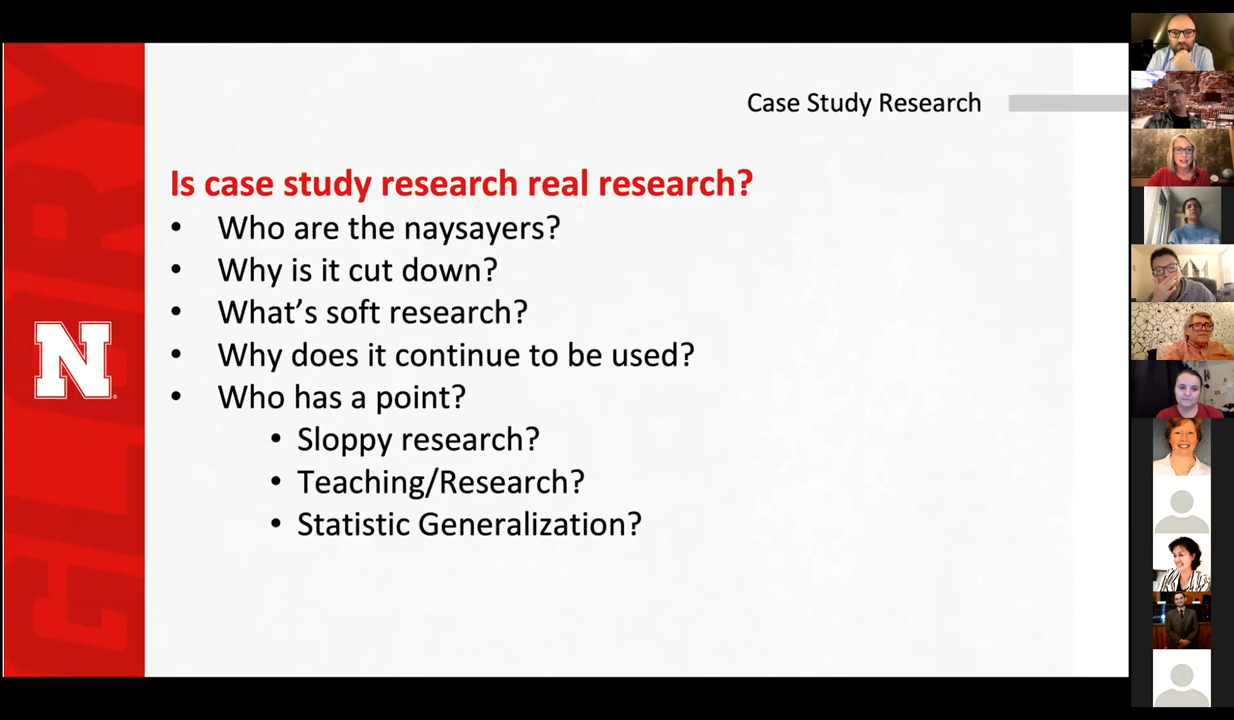 Case Study Research
Is case study research real research?
• Who are the naysayers?
• Why is it cut down?
• What's soft research?
• Why does it continue to be used?
• Who has a point?
• Sloppy research?
• Teaching/Research?
• Statistic Generalization?
GLORY
N